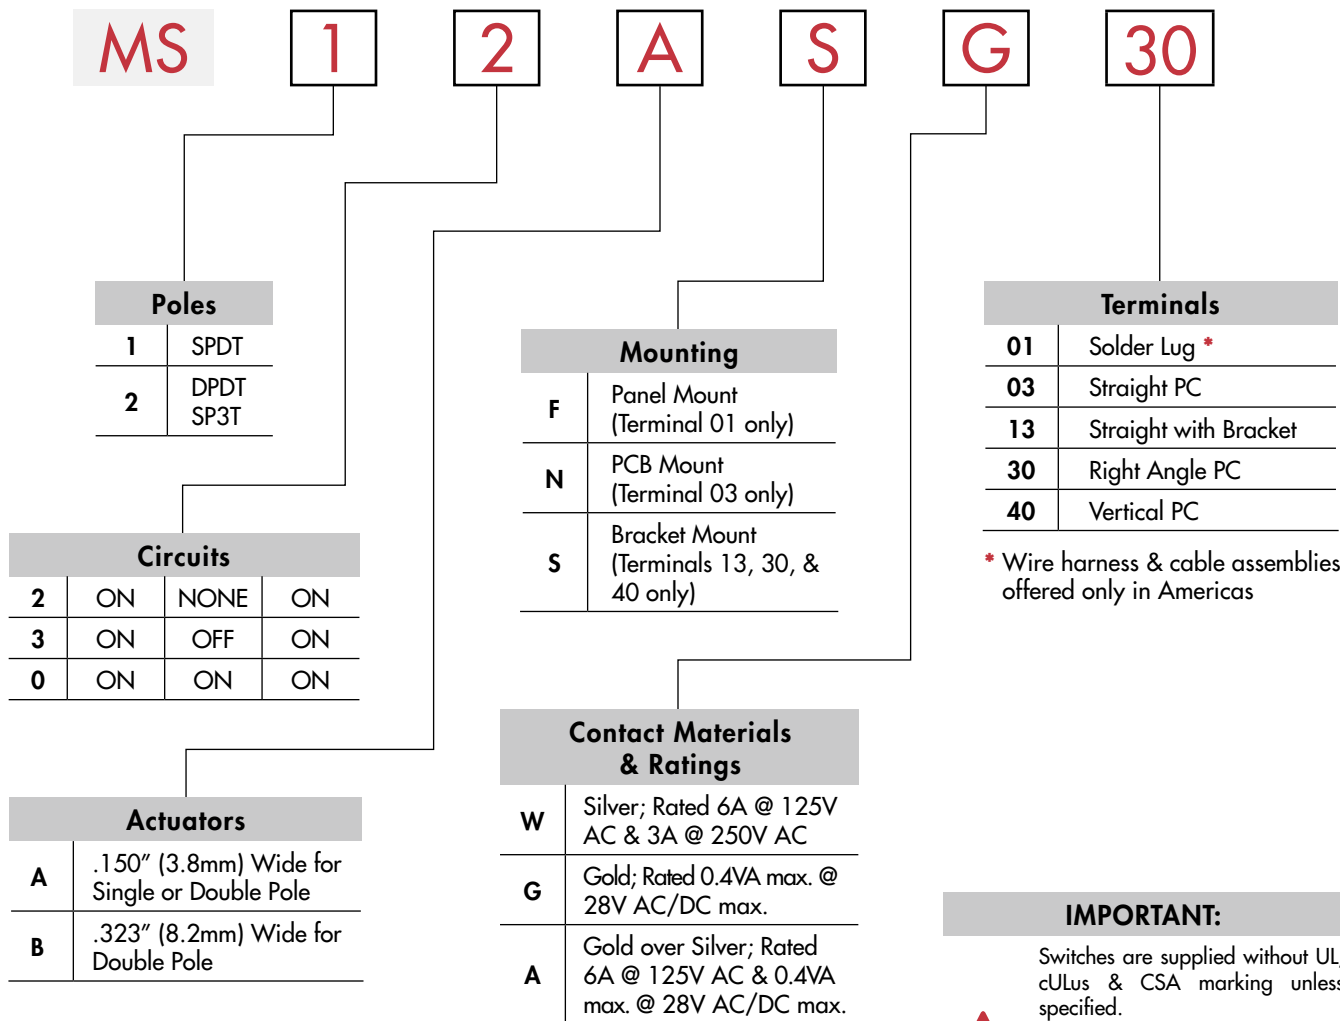 MS 1 2 A S G 30
Poles
1 SPDT
2 DPDT
SP3T
Circuits
2 ON NONE ON
3 ON OFF ON
0 ON ON ON
Actuators
A .150″ (3.8mm) Wide for
Single or Double Pole
B .323″ (8.2mm) Wide for
Double Pole
Mounting
F Panel Mount
(Terminal 01 only)
N PCB Mount
(Terminal 03 only)
S Bracket Mount
(Terminals 13, 30, &
40 only)
Contact Materials
& Ratings
W Silver; Rated 6A @ 125V
AC & 3A @ 250V AC
G Gold; Rated 0.4VA max. @
28V AC/DC max.
A Gold over Silver; Rated
6A @ 125V AC & 0.4VA
max. @ 28V AC/DC max.
Terminals
01 Solder Lug *
03 Straight PC
13 Straight with Bracket
30 Right Angle PC
40 Vertical PC
* Wire harness & cable assemblies
offered only in Americas
IMPORTANT:
Switches are supplied without UL,
cULus & CSA marking unless
specified.